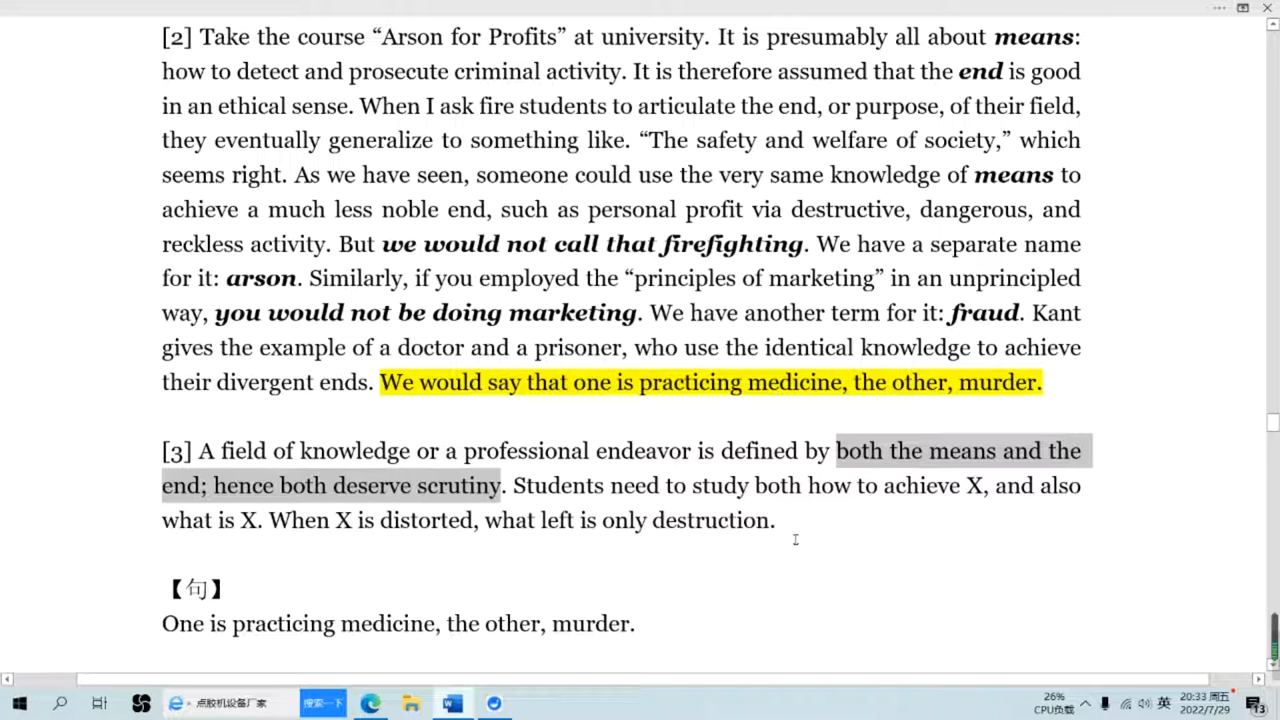 [2] Take the course “Arson for Profits” at university. It is presumably all about means:
how to detect and prosecute criminal activity. It is therefore assumed that the end is good
in an ethical sense. When I ask fire students to articulate the end, or purpose, of their field,
they eventually generalize to something like. “The safety and welfare of society,” which
seems right. As we have seen, someone could use the very same knowledge of means to
achieve a much less noble end, such as personal profit via destructive, dangerous, and
reckless activity. But we would not call that firefighting. We have a separate name
for it: arson. Similarly, if you employed the “principles of marketing” in an unprincipled
way, you would not be doing marketing. We have another term for it: fraud. Kant
gives the example of a doctor and a prisoner, who use the identical knowledge to achieve
their divergent ends. We would say that one is practicing medicine, the other, murder.
[3] A field of knowledge or a professional endeavor is defined by both the means and the
end; hence both deserve scrutiny. Students need to study both how to achieve X, and also
what is X. When X is distorted, what left is only destruction.
【句】
One is practicing medicine, the other, murder.
点胶机设备厂家
搜索一下
26%
CPU负载
英
20:33 周五
2022/7/29
13